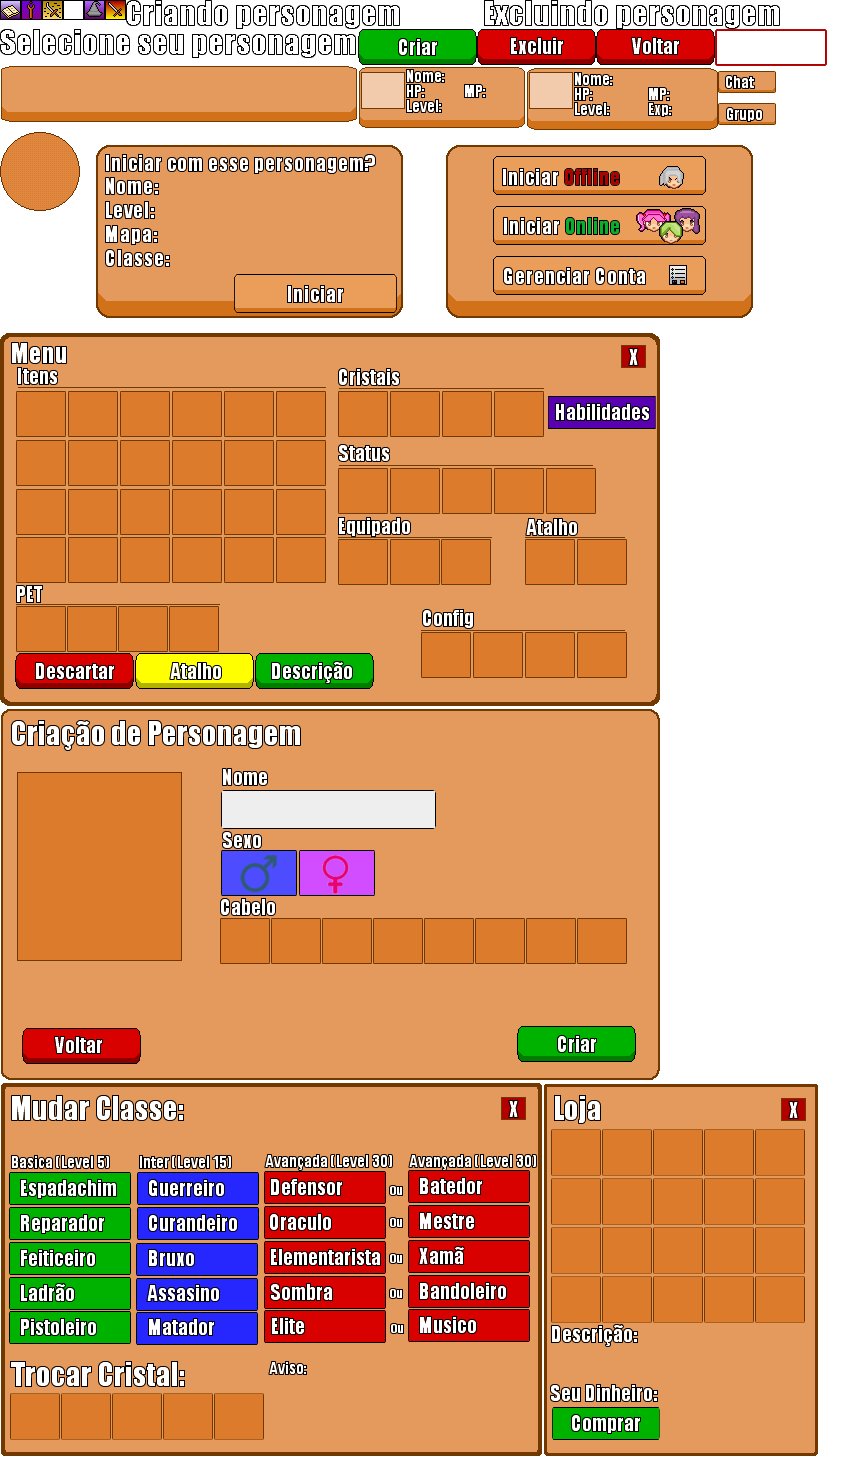 Criando personagem
Excluindo personagem
Selecione seu personagem
Criar
Excluir
Voltar
Nome:
HP: MP:
Level:
Nome:
HP: MP:
Level: Exp:
Chat
Grupo
Iniciar com esse personagem?
Nome:
Level:
Mapa:
Classe:
Iniciar
Iniciar Offline
Iniciar Online
Gerenciar Conta
Menu
X
Itens
Cristais
Habilidades
Status
Equipado
Atalho
PET
Config
Descartar
Atalho
Descrição
Criação de Personagem
Nome
Sexo
Cabelo
Voltar
Criar
Mudar Classe:
X
Basica (Level 5) Inter (Level 15) Avançada (Level 30) Avançada (Level 30)
Espadachim Guerreiro Defensor Ou Batedor
Reparador Curandeiro Oraculo Ou Mestre
Feiticeiro Bruxo Elementarista Ou Xamã
Ladrão Assasino Sombra Ou Bandoleiro
Pistoleiro Matador Elite Ou Musico
Trocar Cristal:
Aviso:
Loja
X
Descrição:
Seu Dinheiro:
Comprar